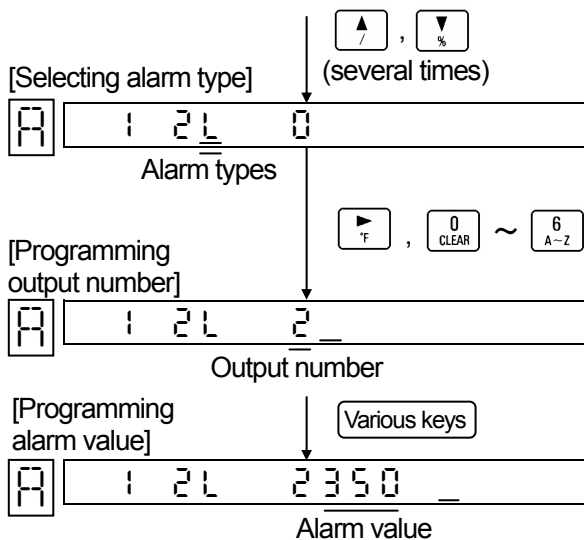 ▲ / , ▼ %
[Selecting alarm type]
(several times)
A 1 2L 0
Alarm types
► °F , 0 CLEAR ~ 6 A~Z
[Programming
output number]
A 1 2L 2_
Output number
[Programming
alarm value]
Various keys
A 1 2L 2350 _
Alarm value